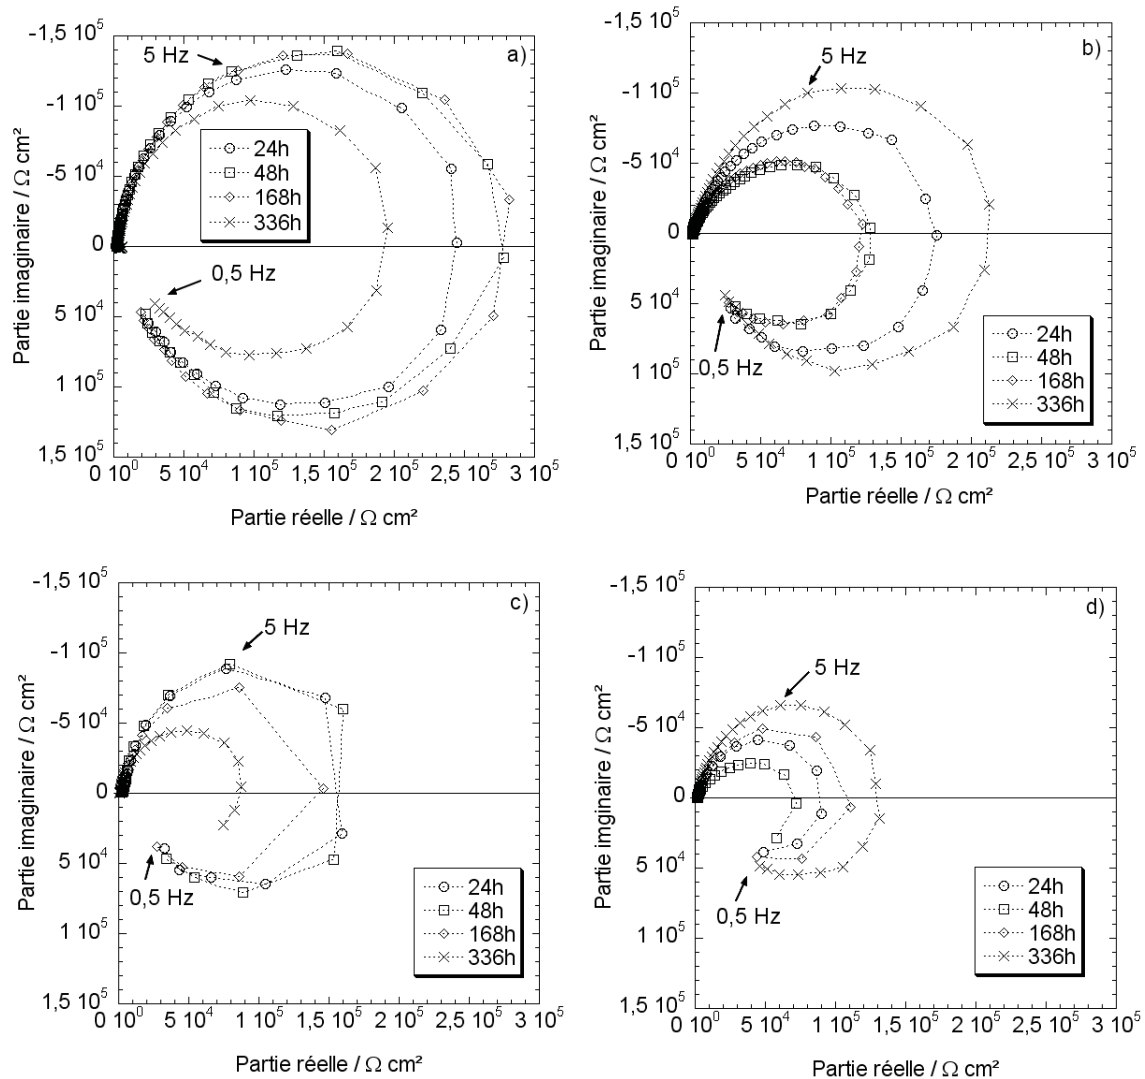 a)
-1,5 10⁵
-1 10⁵
-5 10⁴
0
5 10⁴
1 10⁵
1,5 10⁵
Partie imaginaire / Ω cm²
5 Hz
24h
48h
168h
336h
0,5 Hz
0 10⁰ 5 10⁴ 1 10⁵ 1,5 10⁵ 2 10⁵ 2,5 10⁵ 3 10⁵
Partie réelle / Ω cm²
b)
-1,5 10⁵
-1 10⁵
-5 10⁴
0
5 10⁴
1 10⁵
1,5 10⁵
Partie imaginaire / Ω cm²
5 Hz
0,5 Hz
24h
48h
168h
336h
0 10⁰ 5 10⁴ 1 10⁵ 1,5 10⁵ 2 10⁵ 2,5 10⁵ 3 10⁵
Partie réelle / Ω cm²
c)
-1,5 10⁵
-1 10⁵
-5 10⁴
0
5 10⁴
1 10⁵
1,5 10⁵
Partie imaginaire / Ω cm²
5 Hz
0,5 Hz
24h
48h
168h
336h
0 10⁰ 5 10⁴ 1 10⁵ 1,5 10⁵ 2 10⁵ 2,5 10⁵ 3 10⁵
Partie réelle / Ω cm²
d)
-1,5 10⁵
-1 10⁵
-5 10⁴
0
5 10⁴
1 10⁵
1,5 10⁵
Partie imginaire / Ω cm²
5 Hz
0,5 Hz
24h
48h
168h
336h
0 10⁰ 5 10⁴ 1 10⁵ 1,5 10⁵ 2 10⁵ 2,5 10⁵ 3 10⁵
Partie réelle / Ω cm²